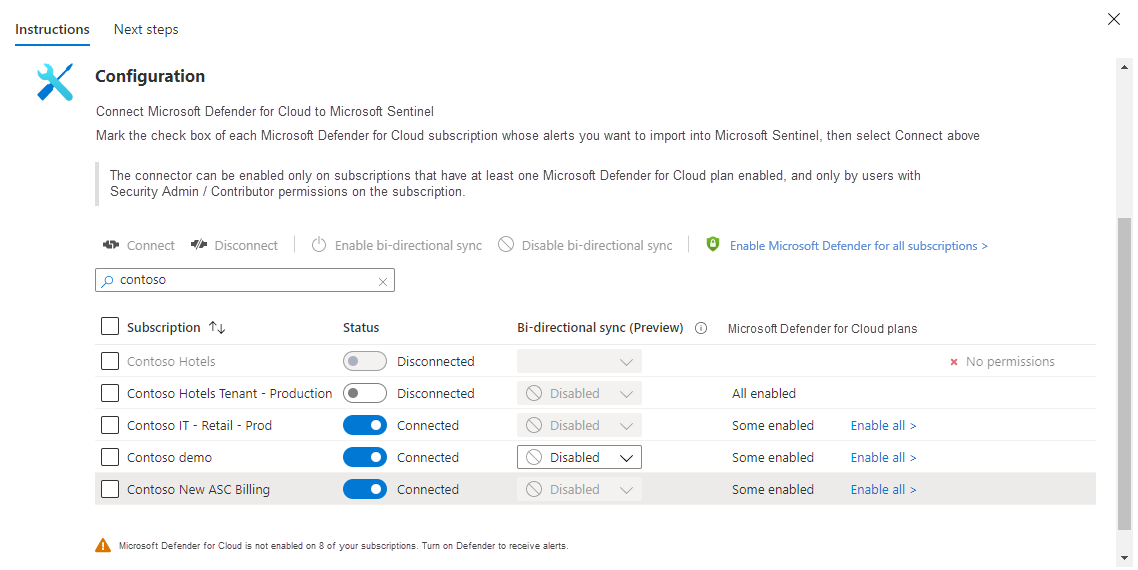 Instructions Next steps
Configuration
Connect Microsoft Defender for Cloud to Microsoft Sentinel
Mark the check box of each Microsoft Defender for Cloud subscription whose alerts you want to import into Microsoft Sentinel, then select Connect above
The connector can be enabled only on subscriptions that have at least one Microsoft Defender for Cloud plan enabled, and only by users with
Security Admin / Contributor permissions on the subscription.
Connect Disconnect Enable bi-directional sync Disable bi-directional sync Enable Microsoft Defender for all subscriptions >
contoso
Subscription Status Bi-directional sync (Preview) Microsoft Defender for Cloud plans
Contoso Hotels Disconnected No permissions
Contoso Hotels Tenant - Production Disconnected Disabled All enabled
Contoso IT - Retail - Prod Connected Disabled Some enabled Enable all >
Contoso demo Connected Disabled Some enabled Enable all >
Contoso New ASC Billing Connected Disabled Some enabled Enable all >
Microsoft Defender for Cloud is not enabled on 8 of your subscriptions. Turn on Defender to receive alerts.